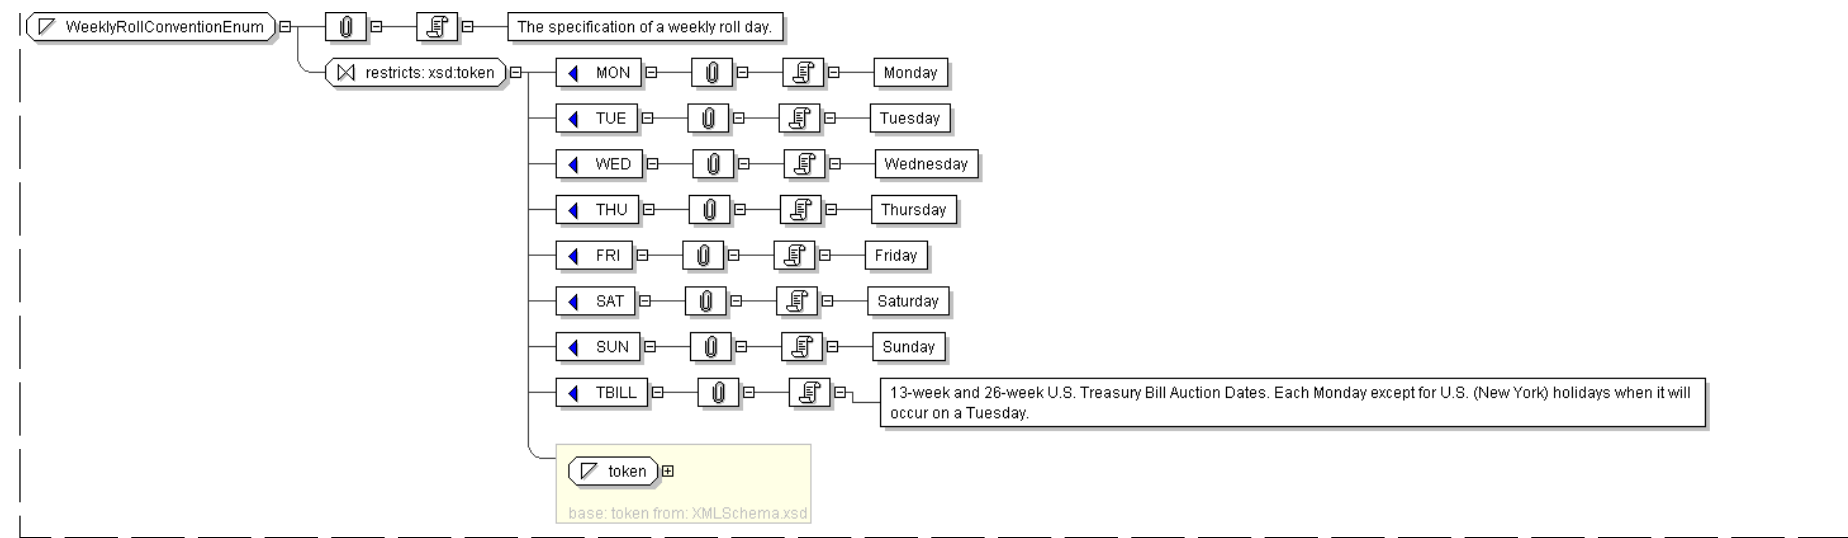 WeeklyRollConventionEnum
The specification of a weekly roll day.
restricts: xsd:token
MON
Monday
TUE
Tuesday
WED
Wednesday
THU
Thursday
FRI
Friday
SAT
Saturday
SUN
Sunday
TBILL
13-week and 26-week U.S. Treasury Bill Auction Dates. Each Monday except for U.S. (New York) holidays when it will
occur on a Tuesday.
token
base: token from: XMLSchema.xsd